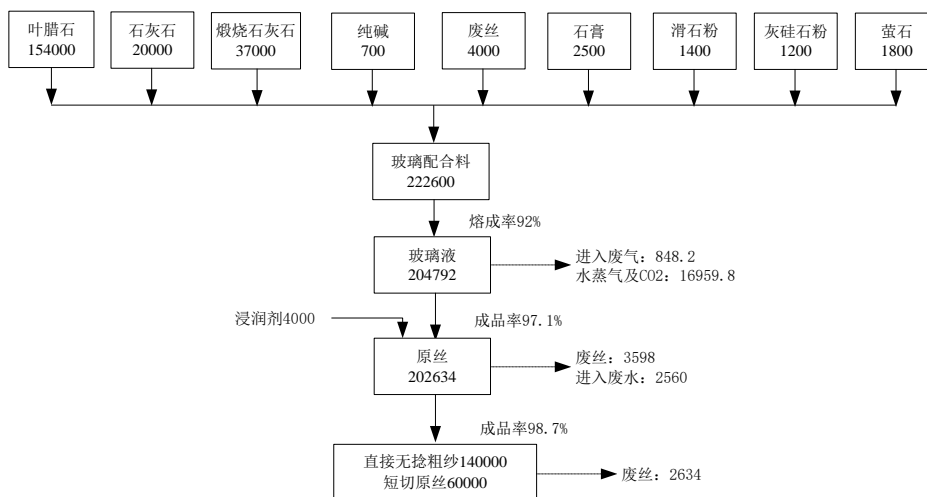 叶腊石
154000
石灰石
20000
煅烧石灰石
37000
纯碱
700
废丝
4000
石膏
2500
滑石粉
1400
灰硅石粉
1200
萤石
1800
玻璃配合料
222600
熔成率92%
玻璃液
204792
进入废气：848.2
水蒸气及CO2：16959.8
浸润剂4000
成品率97.1%
原丝
202634
废丝：3598
进入废水：2560
成品率98.7%
直接无捻粗纱140000
短切原丝60000
废丝：2634